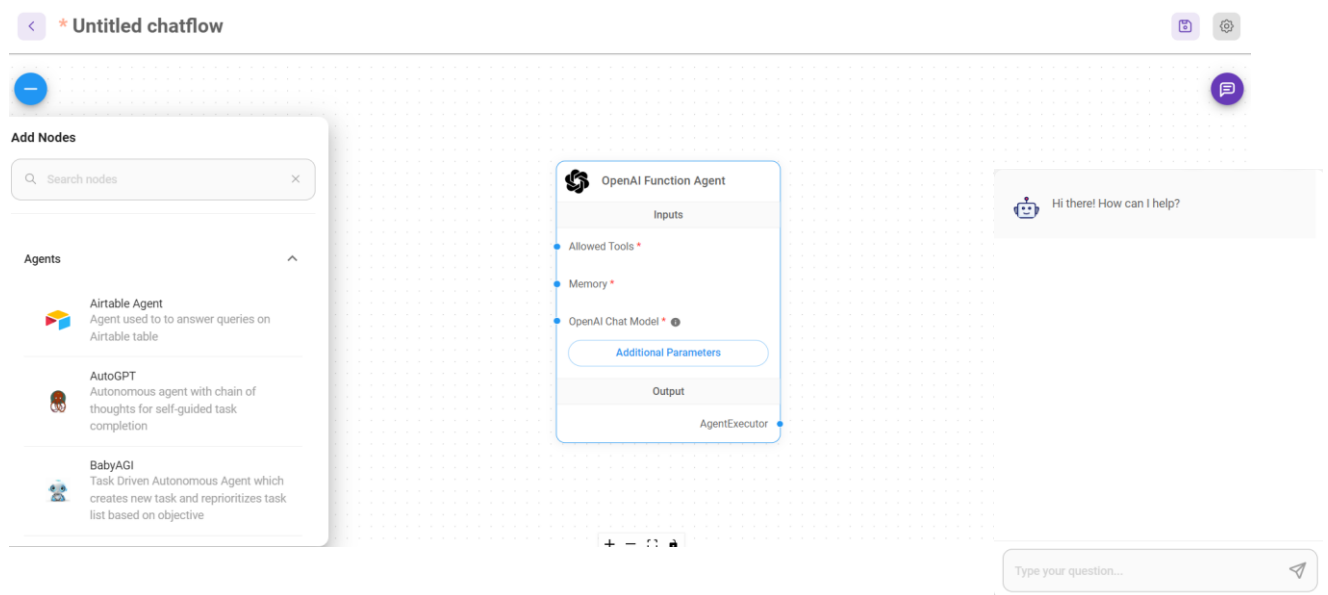 * Untitled chatflow
Add Nodes
Search nodes
Agents
Airtable Agent
Agent used to to answer queries on
Airtable table
AutoGPT
Autonomous agent with chain of
thoughts for self-guided task
completion
BabyAGI
Task Driven Autonomous Agent which
creates new task and reprioritizes task
list based on objective
OpenAI Function Agent
Inputs
Allowed Tools *
Memory *
OpenAI Chat Model *
Additional Parameters
Output
AgentExecutor
Hi there! How can I help?
Type your question...